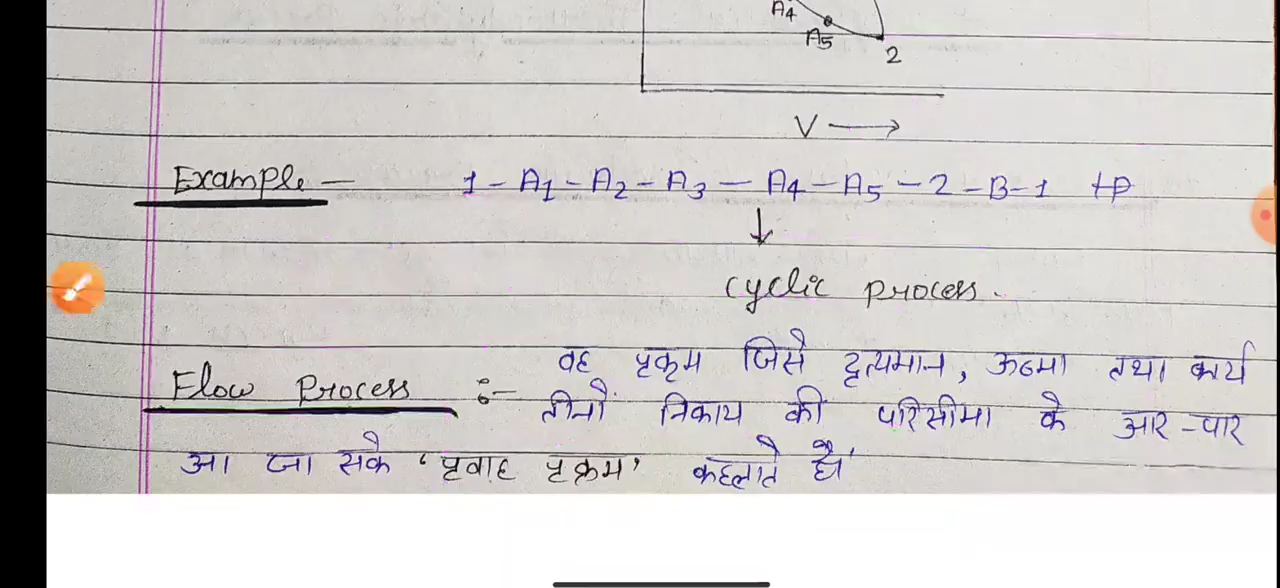 A4
A5
2
V →
Example – 1 - A1 - A2 - A3 - A4 - A5 - 2 - B - 1
↓
cyclic process.
Flow Process :- वह प्रक्रम जिसे द्रव्यमान, ऊष्मा तथा कार्य
तीनों निकाय की परिसीमा के आर-पार
आ जा सके 'प्रवाह प्रक्रम' कहलाते हैं